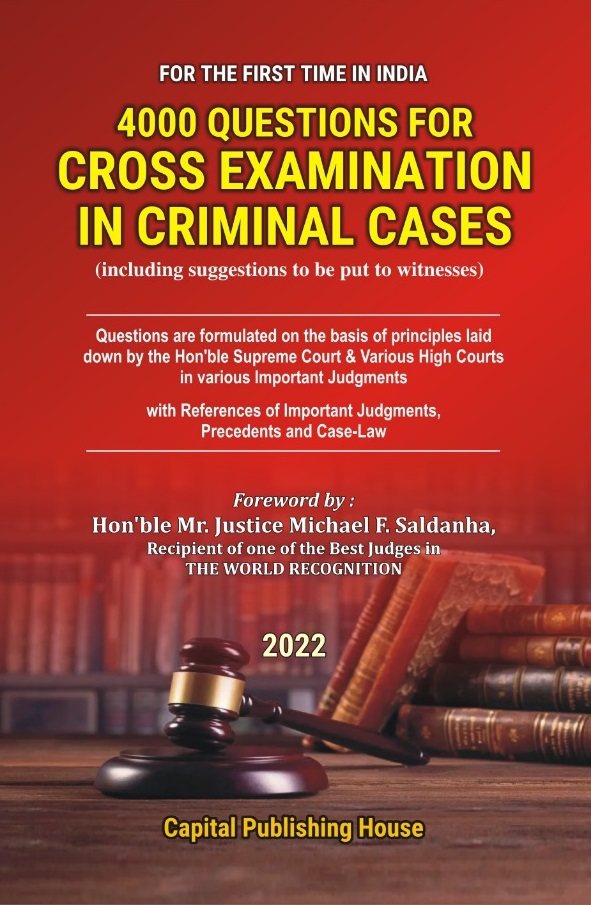 FOR THE FIRST TIME IN INDIA
4000 QUESTIONS FOR
CROSS EXAMINATION
IN CRIMINAL CASES
(including suggestions to be put to witnesses)
Questions are formulated on the basis of principles laid
down by the Hon'ble Supreme Court & Various High Courts
in various Important Judgments
with References of Important Judgments,
Precedents and Case-Law
Foreword by :
Hon'ble Mr. Justice Michael F. Saldanha,
Recipient of one of the Best Judges in
THE WORLD RECOGNITION
2022
Capital Publishing House